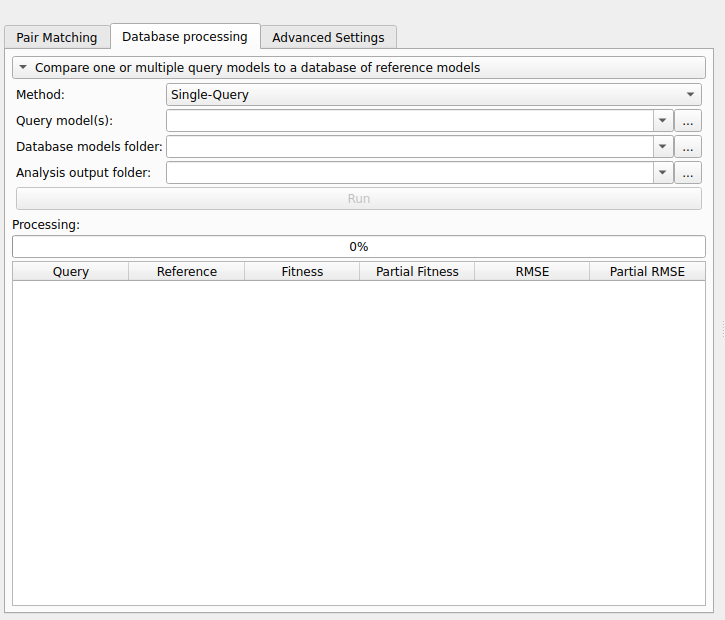 Pair Matching Database processing Advanced Settings
Compare one or multiple query models to a database of reference models
Method: Single-Query
Query model(s): ...
Database models folder: ...
Analysis output folder: ...
Run
Processing:
0%
Query Reference Fitness Partial Fitness RMSE Partial RMSE